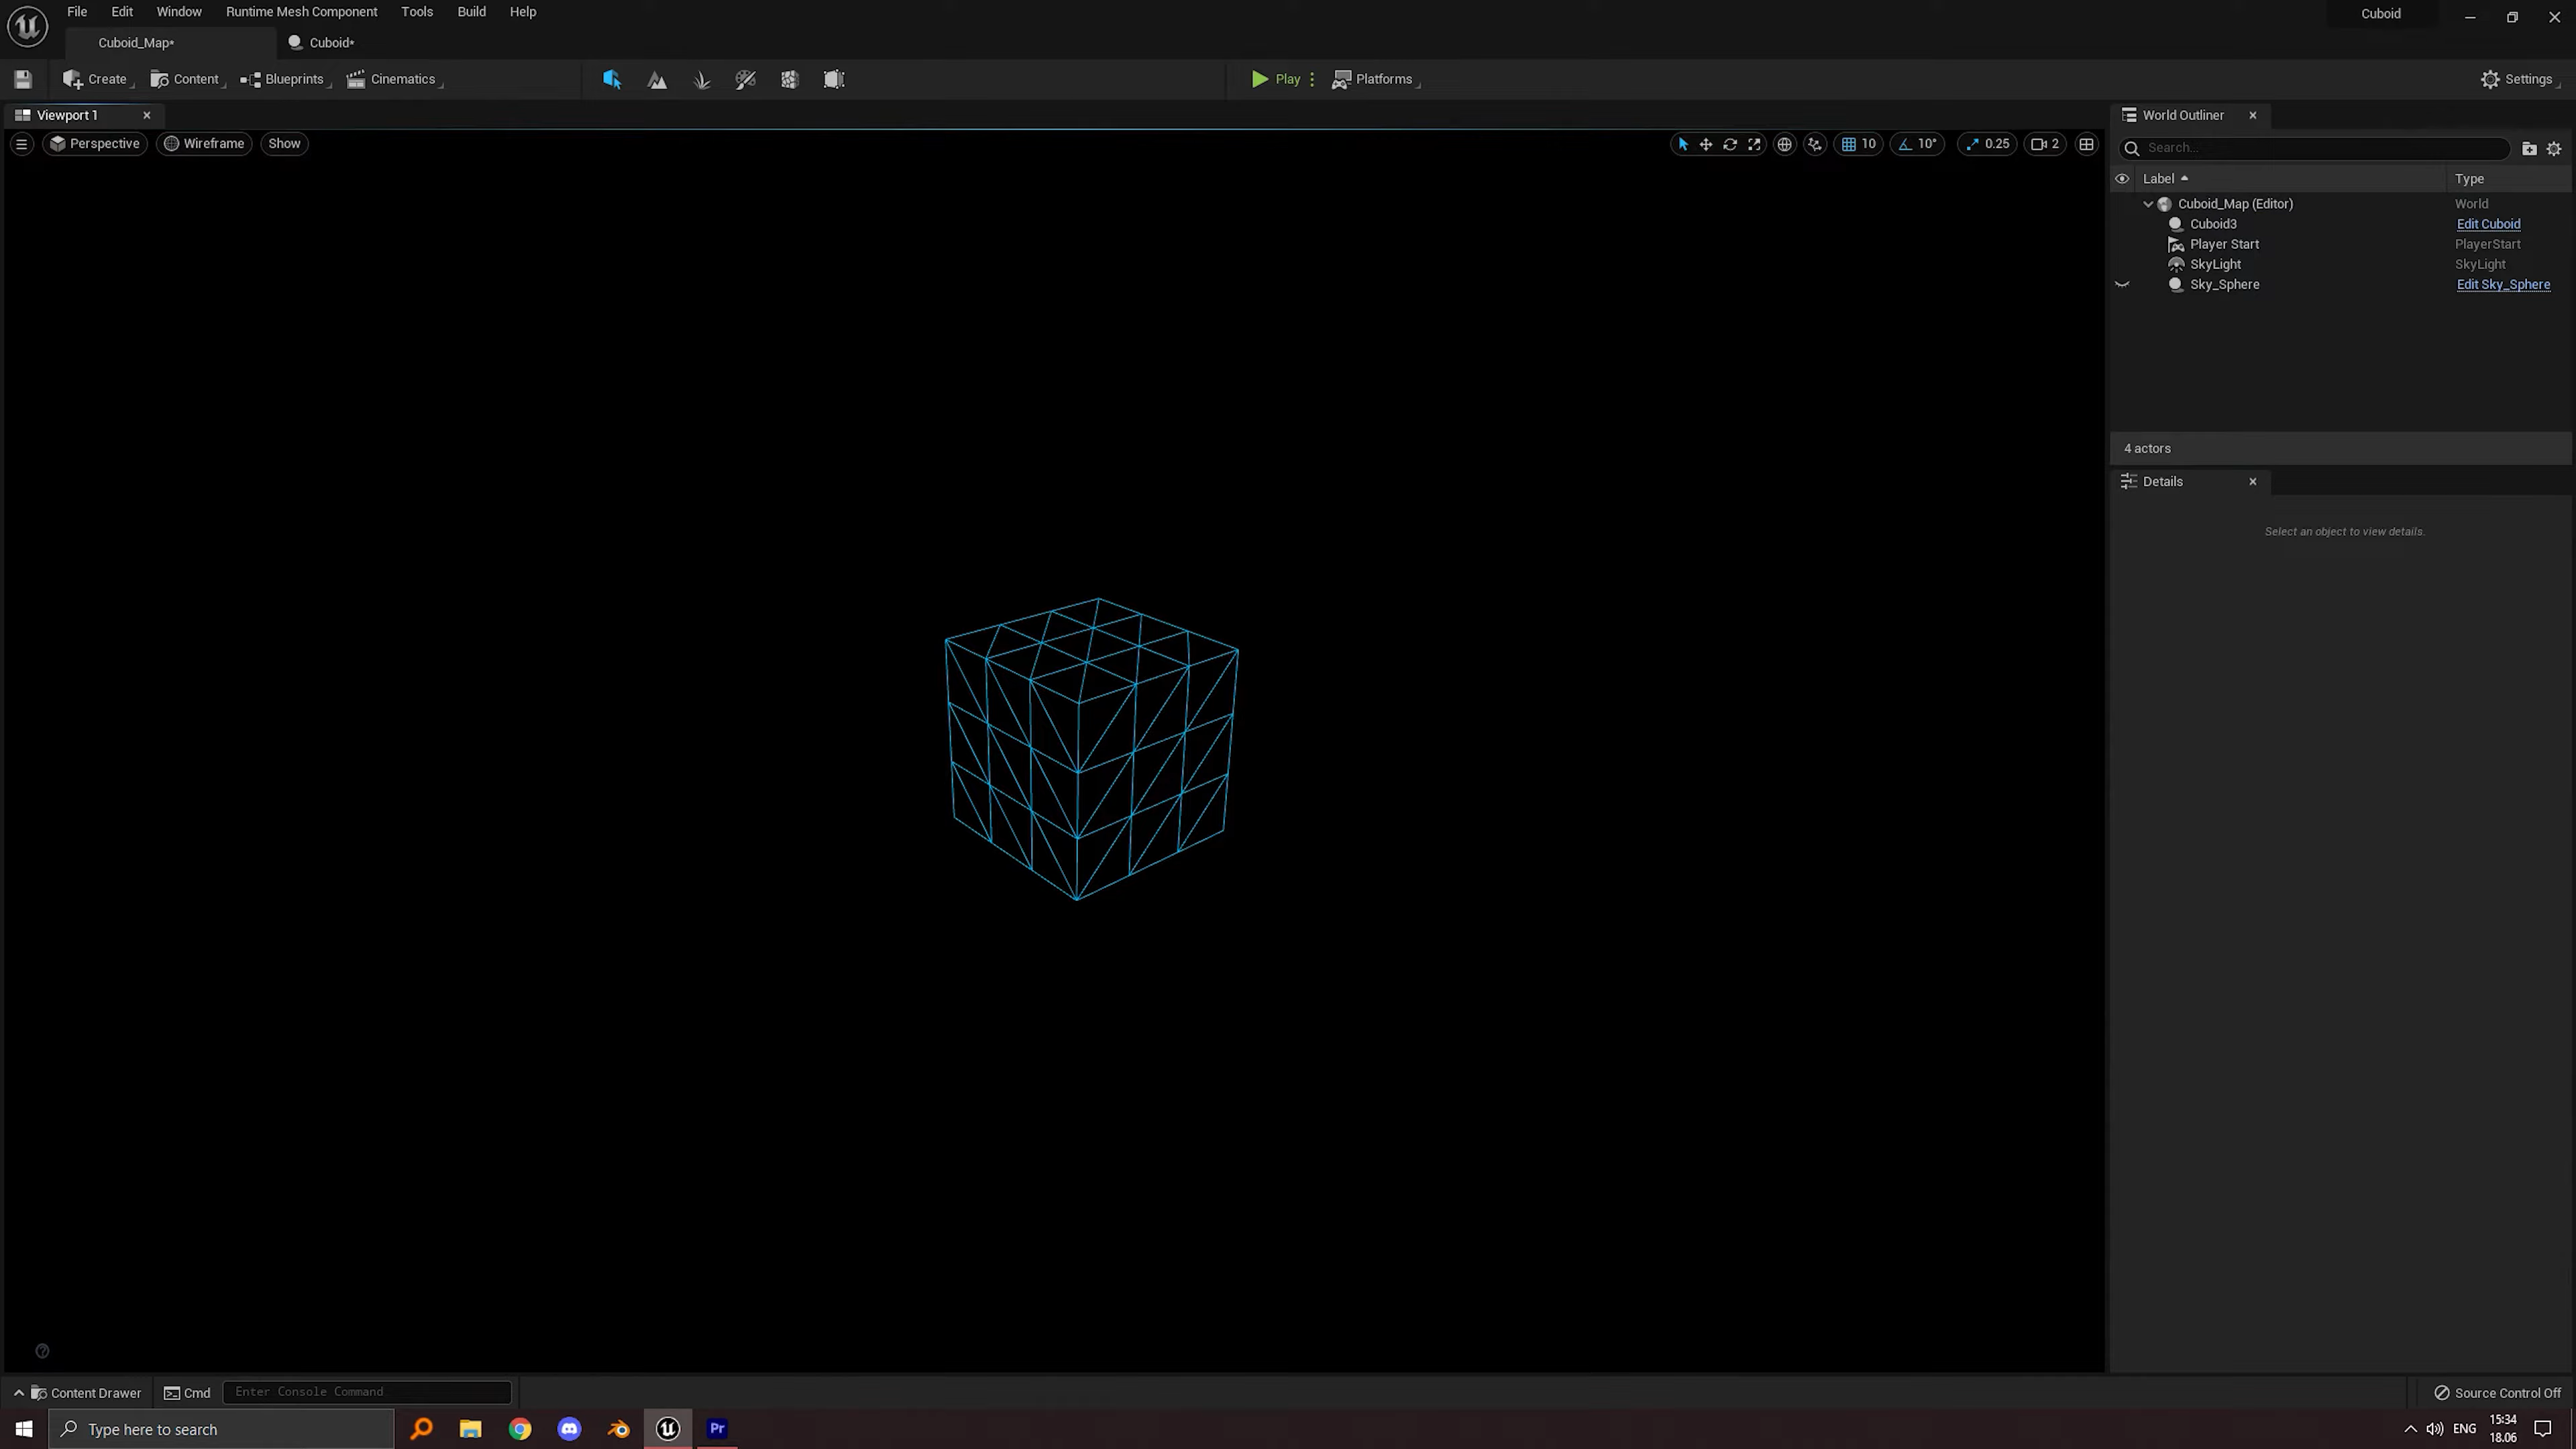 File Edit Window Runtime Mesh Component Tools Build Help
Cuboid
Cuboid_Map*
Cuboid*
Create
Content
Blueprints
Cinematics
Play
Platforms
Settings
Viewport 1
Perspective
Wireframe
Show
10
10°
0.25
2
World Outliner
Search...
Label
Type
Cuboid_Map (Editor)
World
Cuboid3
Edit Cuboid
Player Start
PlayerStart
SkyLight
SkyLight
Sky_Sphere
Edit Sky_Sphere
4 actors
Details
Select an object to view details.
Content Drawer
Cmd
Enter Console Command
Source Control Off
Type here to search
Pr
ENG
15:34
18.06